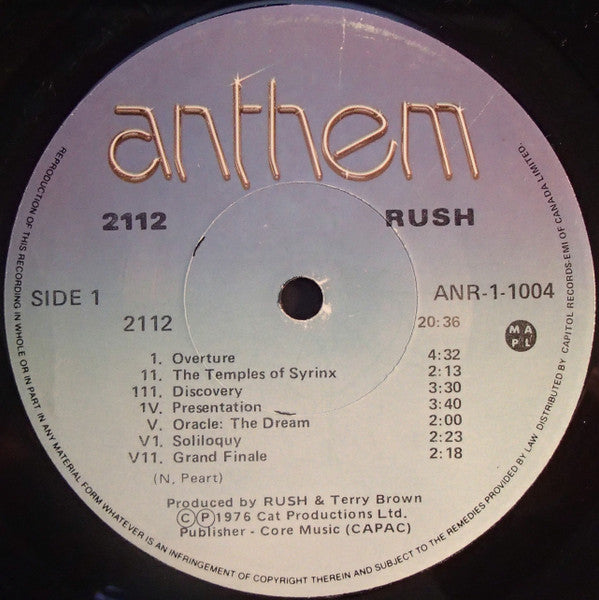 anthem
2112 RUSH
SIDE 1 ANR-1-1004
2112 20:36
M A P L
1. Overture 4:32
11. The Temples of Syrinx 2:13
111. Discovery 3:30
1V. Presentation 3:40
V. Oracle: The Dream 2:00
V1. Soliloquy 2:23
V11. Grand Finale 2:18
(N. Peart)
Produced by RUSH & Terry Brown
ⒸⓅ1976 Cat Productions Ltd.
Publisher - Core Music (CAPAC)
REPRODUCTION OF THIS RECORDING IN WHOLE OR IN PART IN ANY MATERIAL FORM WHATEVER IS AN INFRINGEMENT OF COPYRIGHT THEREIN AND SUBJECT TO THE REMEDIES PROVIDED BY LAW DISTRIBUTED BY CAPITOL RECORDS-EMI OF CANADA LIMITED.